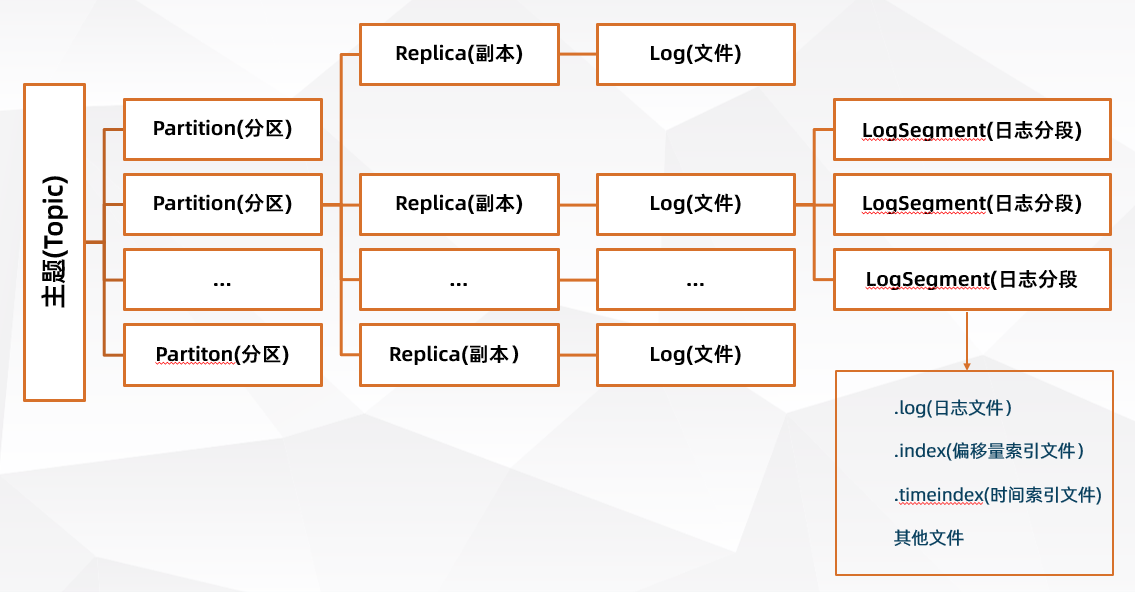 主题(Topic)
Partition(分区)
Partition(分区)
...
Partiton(分区)
Replica(副本)
Replica(副本)
...
Replica(副本）
Log(文件)
Log(文件)
...
Log(文件)
LogSegment(日志分段)
LogSegment(日志分段)
LogSegment(日志分段
.log(日志文件）
.index(偏移量索引文件）
.timeindex(时间索引文件)
其他文件